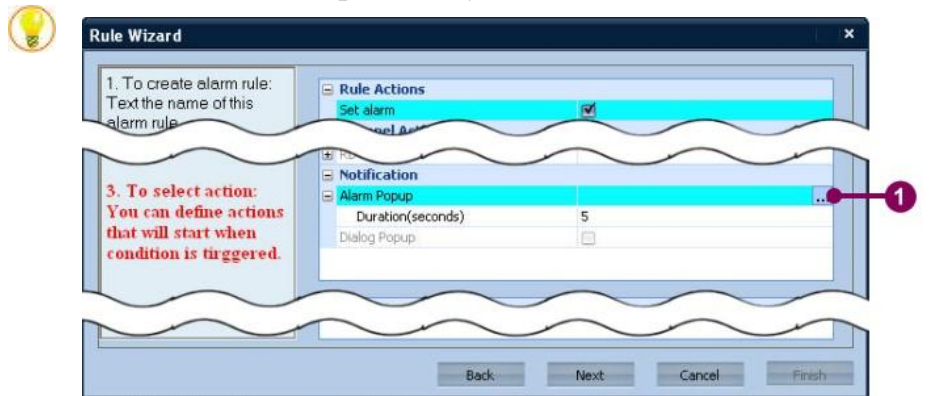 Rule Wizard
1. To create alarm rule:
Text the name of this
alarm rule
Rule Actions
Set alarm
Notification
3. To select action:
You can define actions
that will start when
condition is tirggered.
Alarm Popup
...
1
Duration(seconds) 5
Dialog Popup
Back Next Cancel Finish